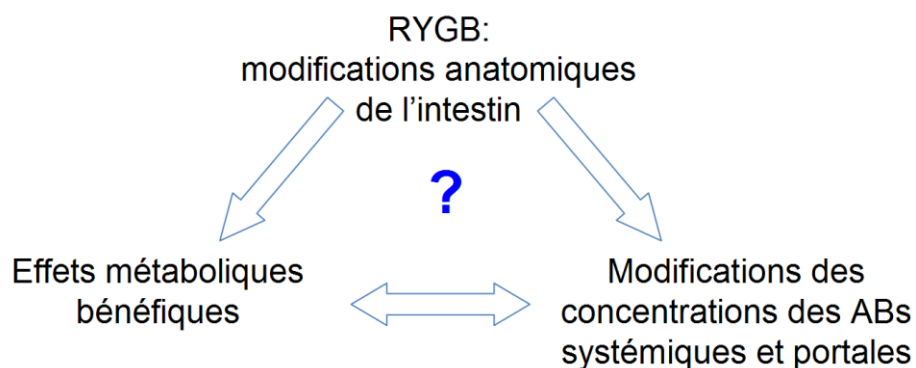 RYGB:
modifications anatomiques
de l’intestin
?
Effets métaboliques
bénéfiques
Modifications des
concentrations des ABs
systémiques et portales